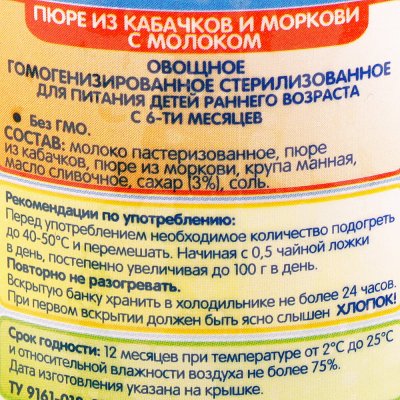 ПЮРЕ ИЗ КАБАЧКОВ И МОРКОВИ
С МОЛОКОМ
ОВОЩНОЕ
ГОМОГЕНИЗИРОВАННОЕ СТЕРИЛИЗОВАННОЕ
ДЛЯ ПИТАНИЯ ДЕТЕЙ РАННЕГО ВОЗРАСТА
С 6-ТИ МЕСЯЦЕВ
• Без ГМО.
СОСТАВ: молоко пастеризованное, пюре
из кабачков, пюре из моркови, крупа манная,
масло сливочное, сахар (3%), соль.
Рекомендации по употреблению:
Перед употреблением необходимое количество подогреть
до 40-50°С и перемешать. Начиная с 0,5 чайной ложки
в день, постепенно увеличивая до 100 г в день.
Повторно не разогревать.
Вскрытую банку хранить в холодильнике не более 24 часов.
При первом вскрытии должен быть ясно слышен ХЛОПОК!
Срок годности: 12 месяцев при температуре от 2°С до 25°С
и относительной влажности воздуха не более 75%.
Дата изготовления указана на крышке.
ТУ 9161-019-